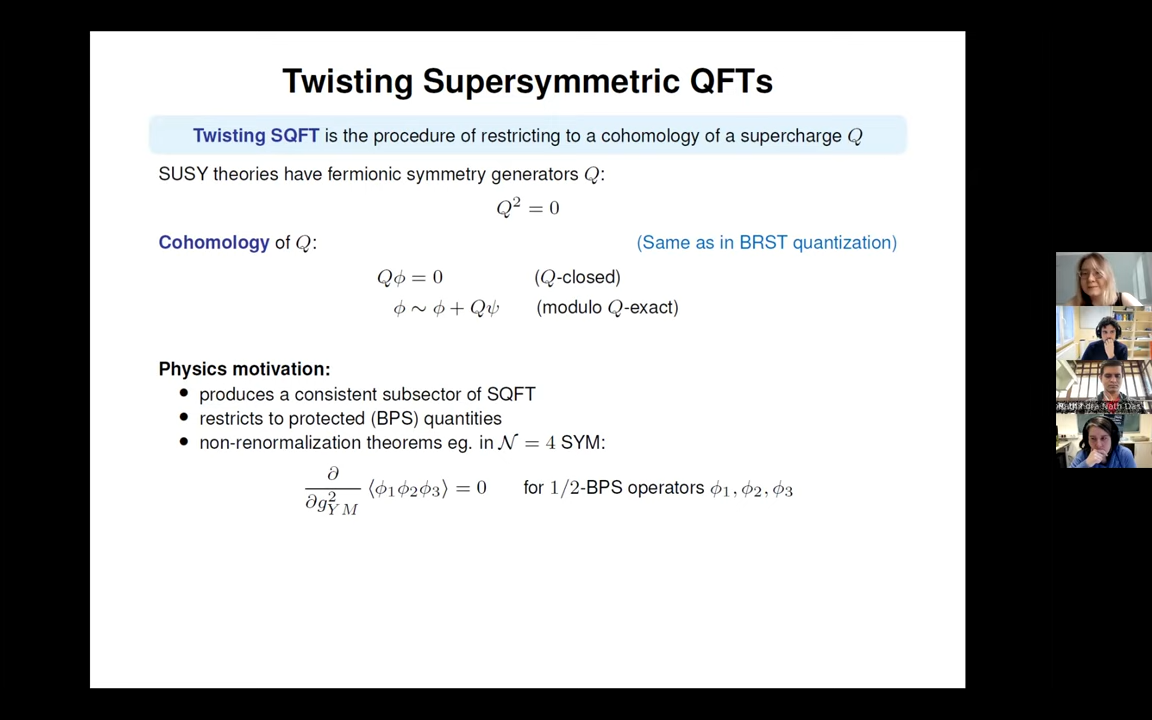 Twisting Supersymmetric QFTs
Twisting SQFT is the procedure of restricting to a cohomology of a supercharge Q
SUSY theories have fermionic symmetry generators Q:
Q² = 0
Cohomology of Q: (Same as in BRST quantization)
Qϕ = 0 (Q-closed)
ϕ ∼ ϕ + Qψ (modulo Q-exact)
Physics motivation:
• produces a consistent subsector of SQFT
• restricts to protected (BPS) quantities
• non-renormalization theorems eg. in 𝒩 = 4 SYM:
∂/∂g²_YM ⟨ϕ₁ϕ₂ϕ₃⟩ = 0 for 1/2-BPS operators ϕ₁, ϕ₂, ϕ₃
Nath Das